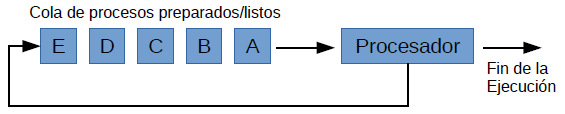 Cola de procesos preparados/listos
E D C B A Procesador
Fin de la
Ejecución